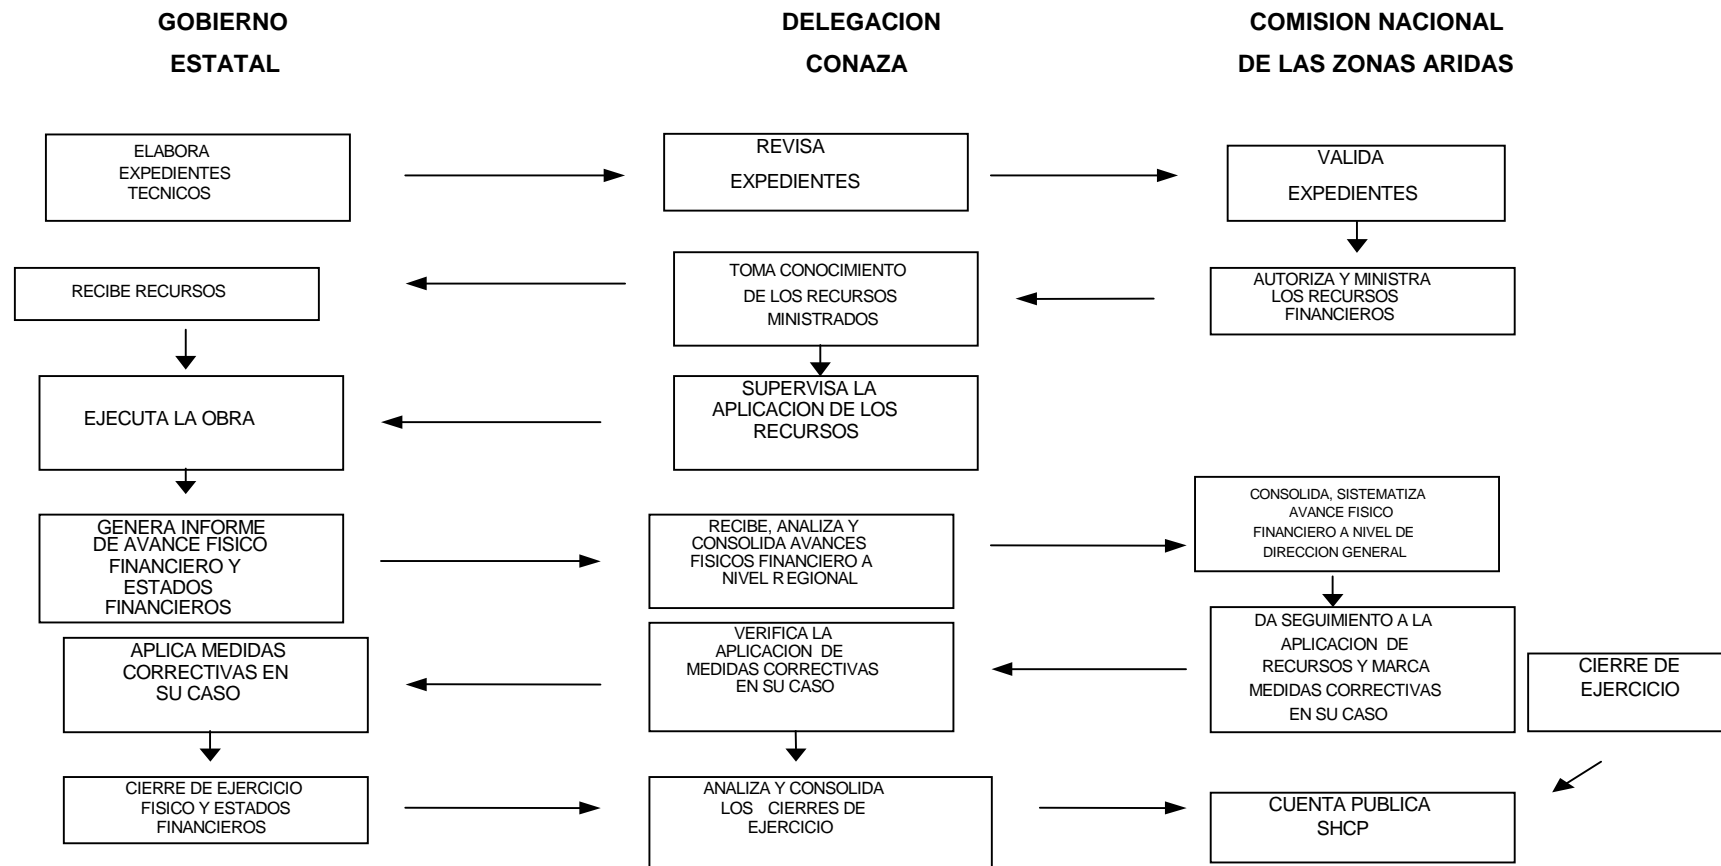 GOBIERNO
ESTATAL
DELEGACION
CONAZA
COMISION NACIONAL
DE LAS ZONAS ARIDAS
ELABORA
EXPEDIENTES
TECNICOS
REVISA
EXPEDIENTES
VALIDA
EXPEDIENTES
RECIBE RECURSOS
TOMA CONOCIMIENTO
DE LOS RECURSOS
MINISTRADOS
AUTORIZA Y MINISTRA
LOS RECURSOS
FINANCIEROS
EJECUTA LA OBRA
SUPERVISA LA
APLICACION DE LOS
RECURSOS
GENERA INFORME
DE AVANCE FISICO
FINANCIERO Y
ESTADOS
FINANCIEROS
RECIBE, ANALIZA Y
CONSOLIDA AVANCES
FISICOS FINANCIERO A
NIVEL REGIONAL
CONSOLIDA, SISTEMATIZA
AVANCE FISICO
FINANCIERO A NIVEL DE
DIRECCION GENERAL
APLICA MEDIDAS
CORRECTIVAS EN
SU CASO
VERIFICA LA
APLICACION DE
MEDIDAS CORRECTIVAS
EN SU CASO
DA SEGUIMIENTO A LA
APLICACION DE
RECURSOS Y MARCA
MEDIDAS CORRECTIVAS
EN SU CASO
CIERRE DE
EJERCICIO
CIERRE DE EJERCICIO
FISICO Y ESTADOS
FINANCIEROS
ANALIZA Y CONSOLIDA
LOS CIERRES DE
EJERCICIO
CUENTA PUBLICA
SHCP